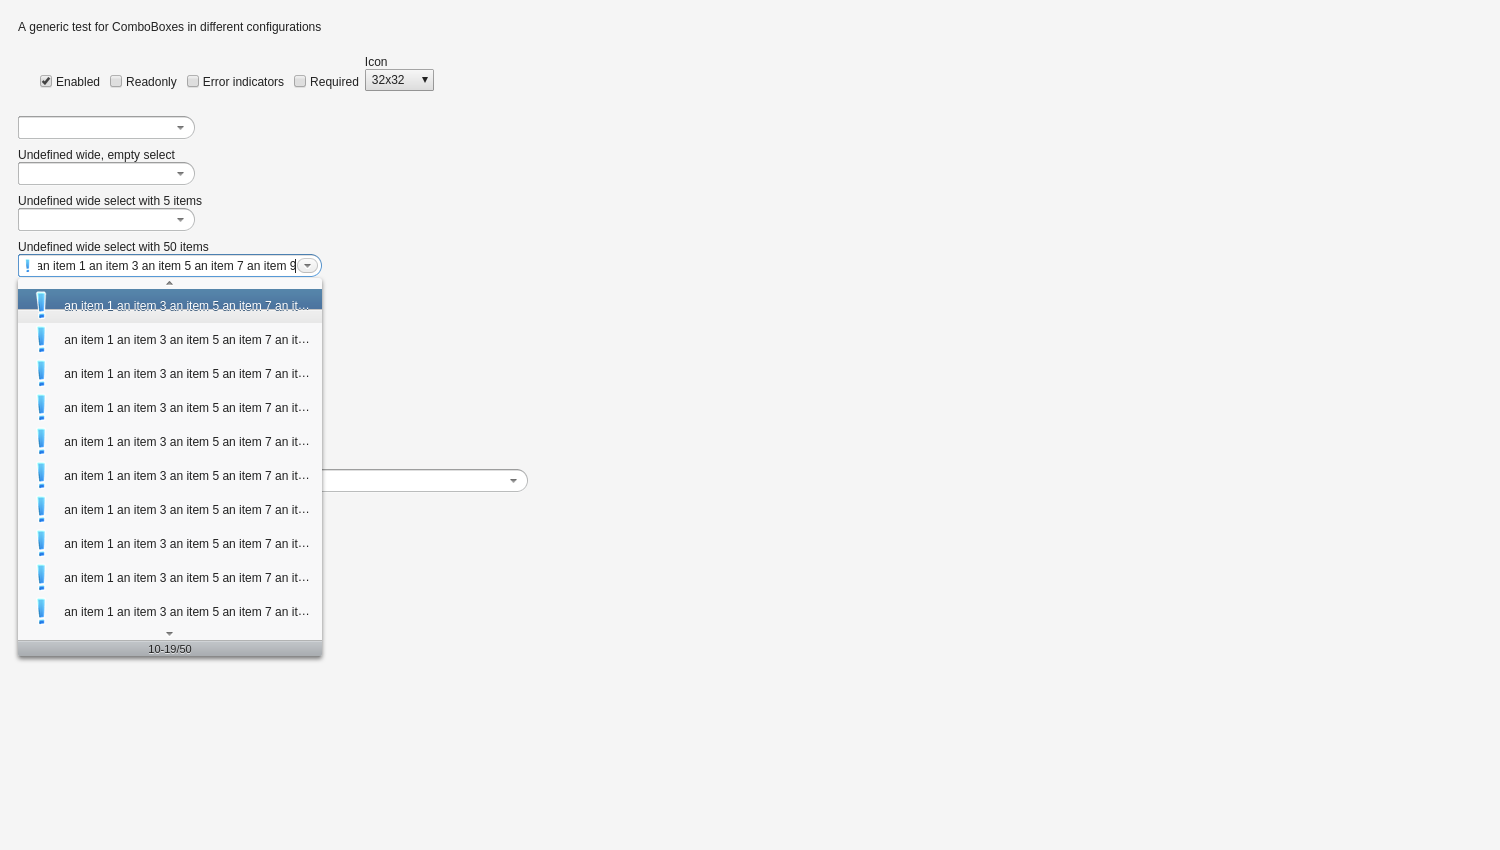 A generic test for ComboBoxes in different configurations
Icon
Enabled Readonly Error indicators Required 32x32
Undefined wide, empty select
Undefined wide select with 5 items
Undefined wide select with 50 items
an item 1 an item 3 an item 5 an item 7 an item 9
an item 1 an item 3 an item 5 an item 7 an it…
an item 1 an item 3 an item 5 an item 7 an it…
an item 1 an item 3 an item 5 an item 7 an it…
an item 1 an item 3 an item 5 an item 7 an it…
an item 1 an item 3 an item 5 an item 7 an it…
an item 1 an item 3 an item 5 an item 7 an it…
an item 1 an item 3 an item 5 an item 7 an it…
an item 1 an item 3 an item 5 an item 7 an it…
an item 1 an item 3 an item 5 an item 7 an it…
an item 1 an item 3 an item 5 an item 7 an it…
10-19/50